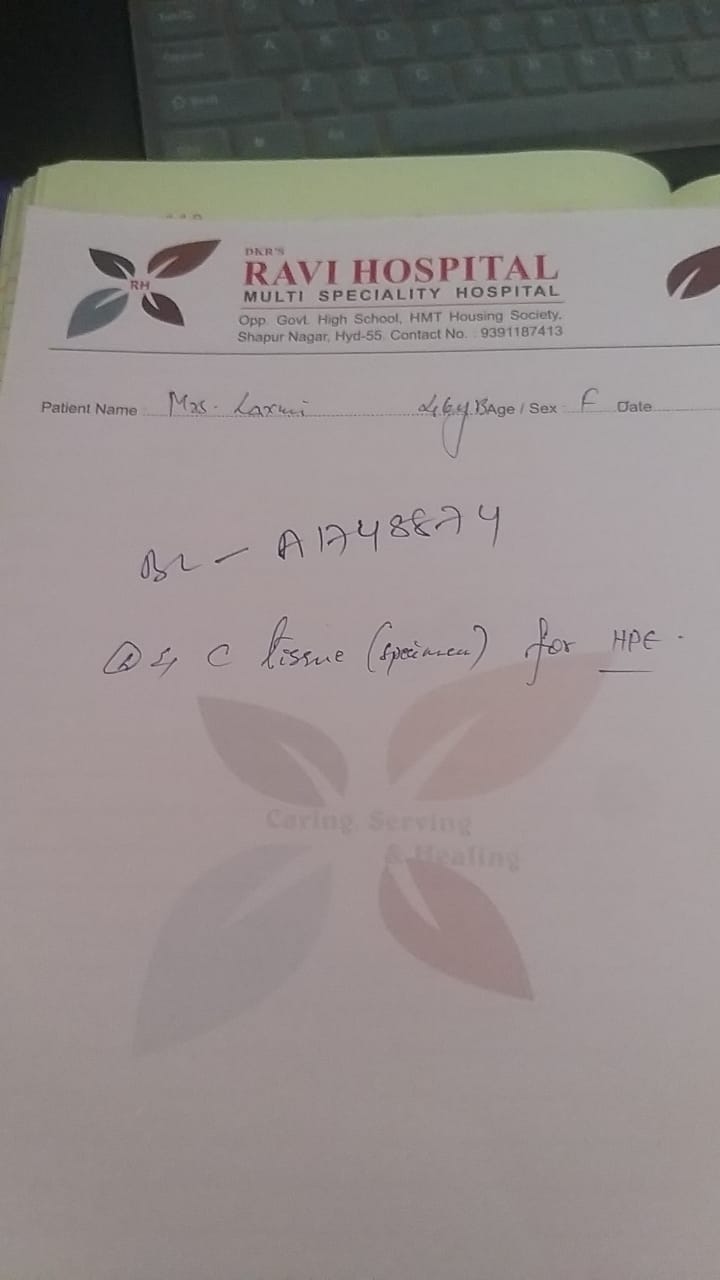 DKR'S
RH
RAVI HOSPITAL
MULTI SPECIALITY HOSPITAL
Opp. Govt. High School, HMT Housing Society,
Shapur Nagar, Hyd-55. Contact No. : 9391187413
Patient Name Mrs. Laxmi Age / Sex F Date
A1748874
C tissue (specimen) for HPE.
Caring, Serving
& Healing